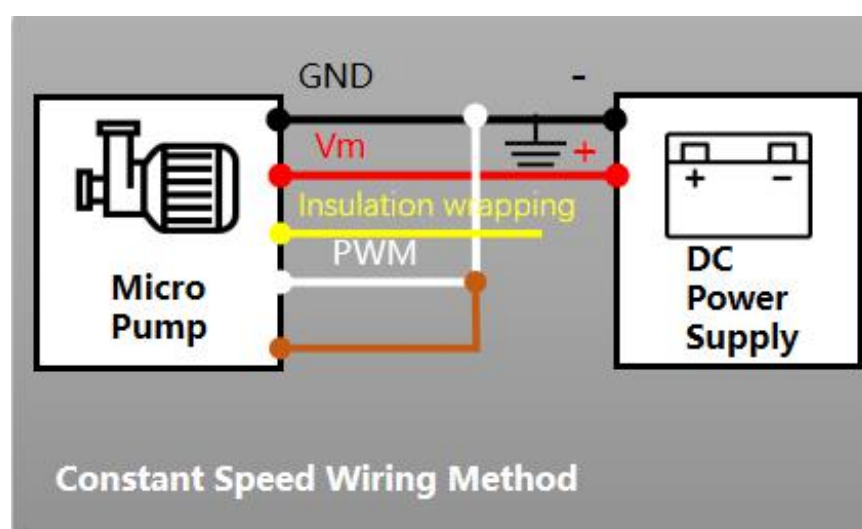 GND
-
Vm
+
Insulation wrapping
PWM
Micro
Pump
+ -
DC
Power
Supply
Constant Speed Wiring Method